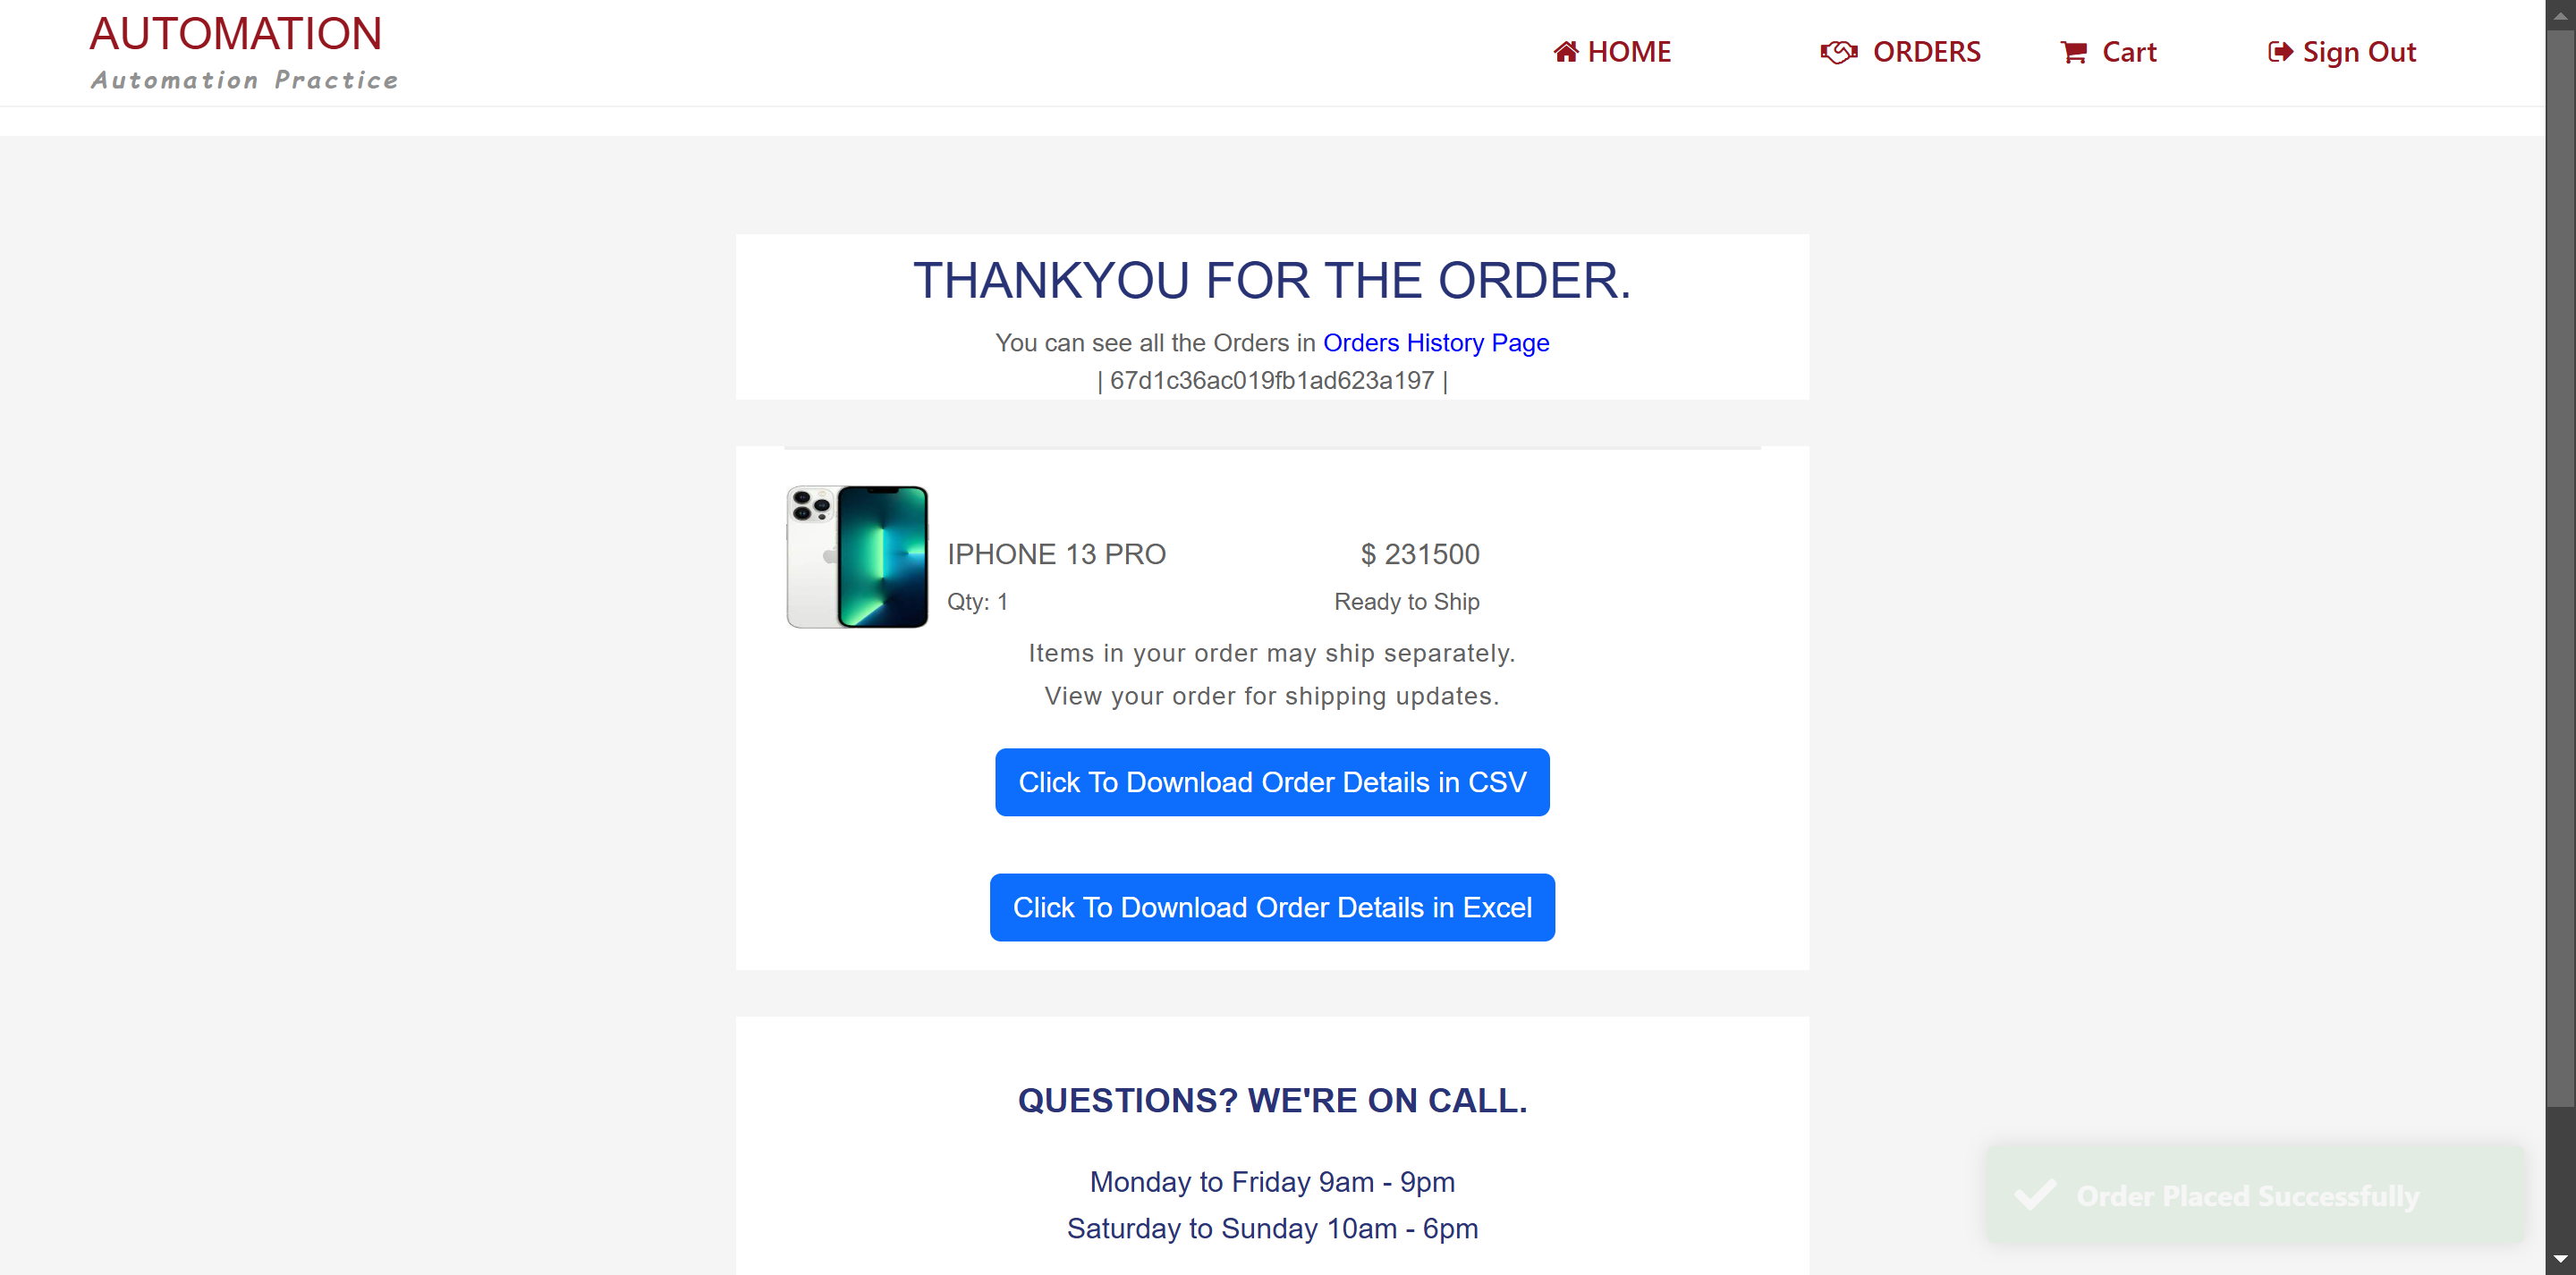 AUTOMATION
Automation Practice
HOME
ORDERS
Cart
Sign Out
THANKYOU FOR THE ORDER.
You can see all the Orders in Orders History Page
| 67d1c36ac019fb1ad623a197 |
IPHONE 13 PRO
$ 231500
Qty: 1
Ready to Ship
Items in your order may ship separately.
View your order for shipping updates.
Click To Download Order Details in CSV
Click To Download Order Details in Excel
QUESTIONS? WE'RE ON CALL.
Monday to Friday 9am - 9pm
Saturday to Sunday 10am - 6pm
Order Placed Successfully